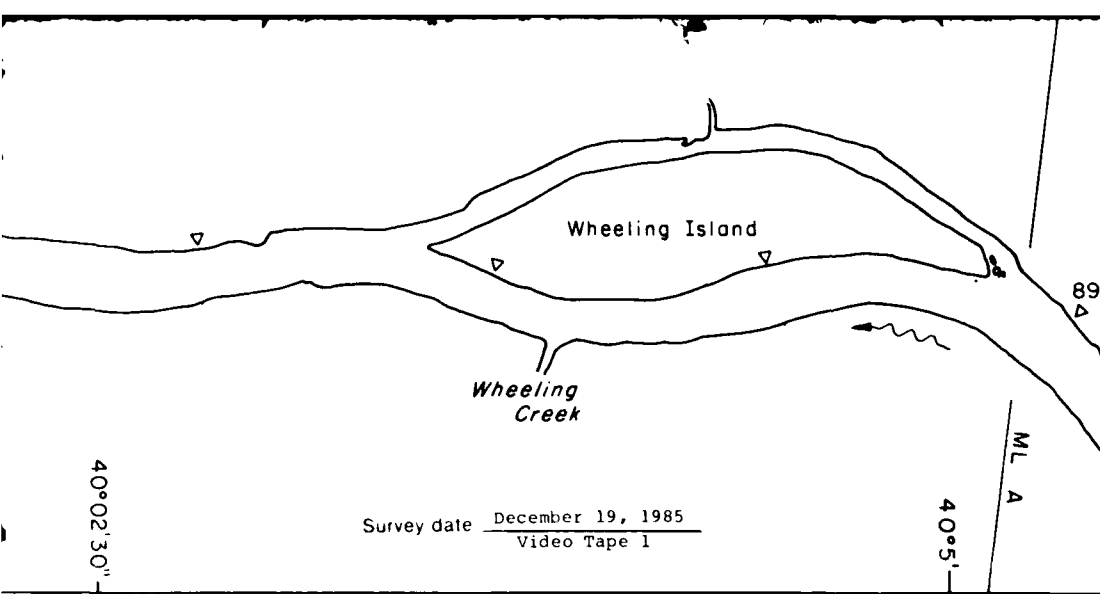 Wheeling Island
89
Wheeling
Creek
ML A
40°02'30"
Survey date December 19, 1985
Video Tape 1
40°5'